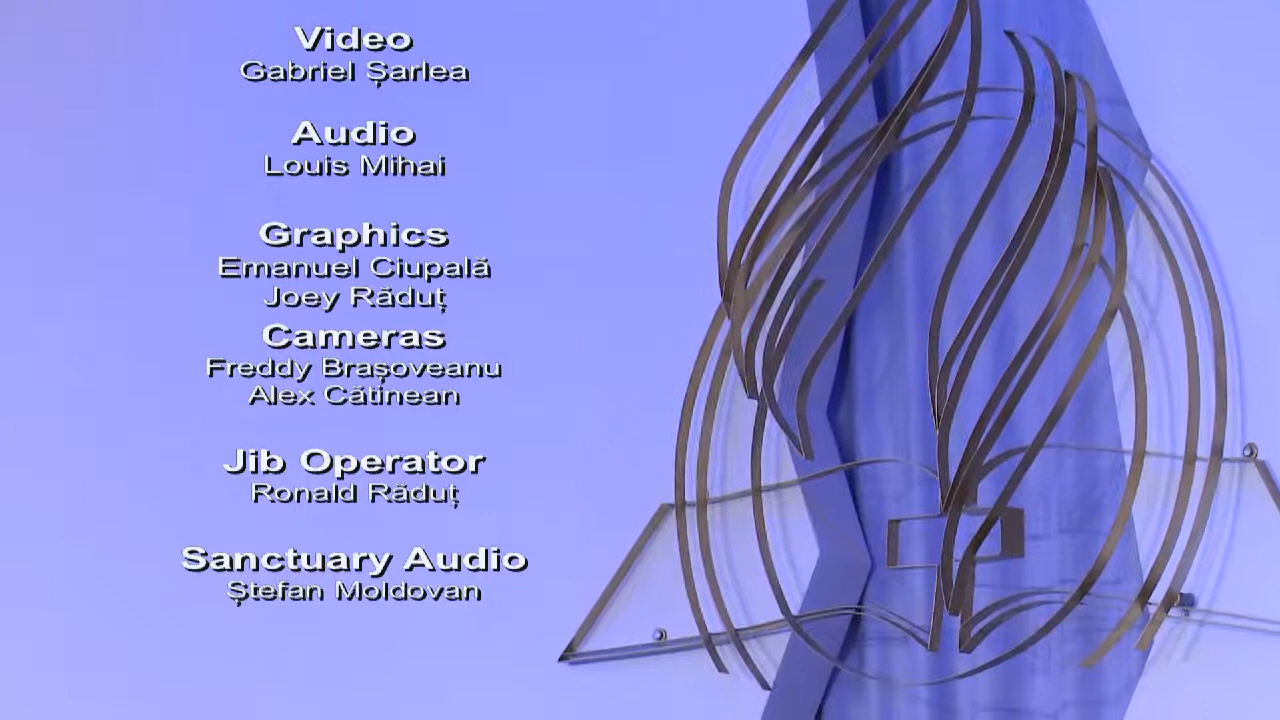 Video
Gabriel Șarlea
Audio
Louis Mihai
Graphics
Emanuel Ciupală
Joey Răduț
Cameras
Freddy Brașoveanu
Alex Cătinean
Jib Operator
Ronald Răduț
Sanctuary Audio
Ștefan Moldovan